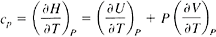 c_P = (∂H/∂T)_P = (∂U/∂T)_P + P(∂V/∂T)_P